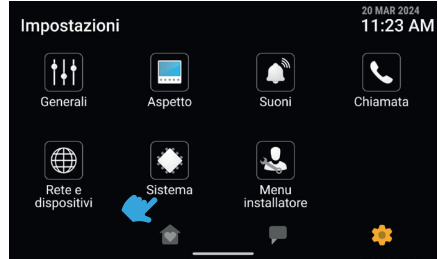 20 MAR 2024
Impostazioni
11:23 AM
Generali
Aspetto
Suoni
Chiamata
Rete e
dispositivi
Sistema
Menu
installatore